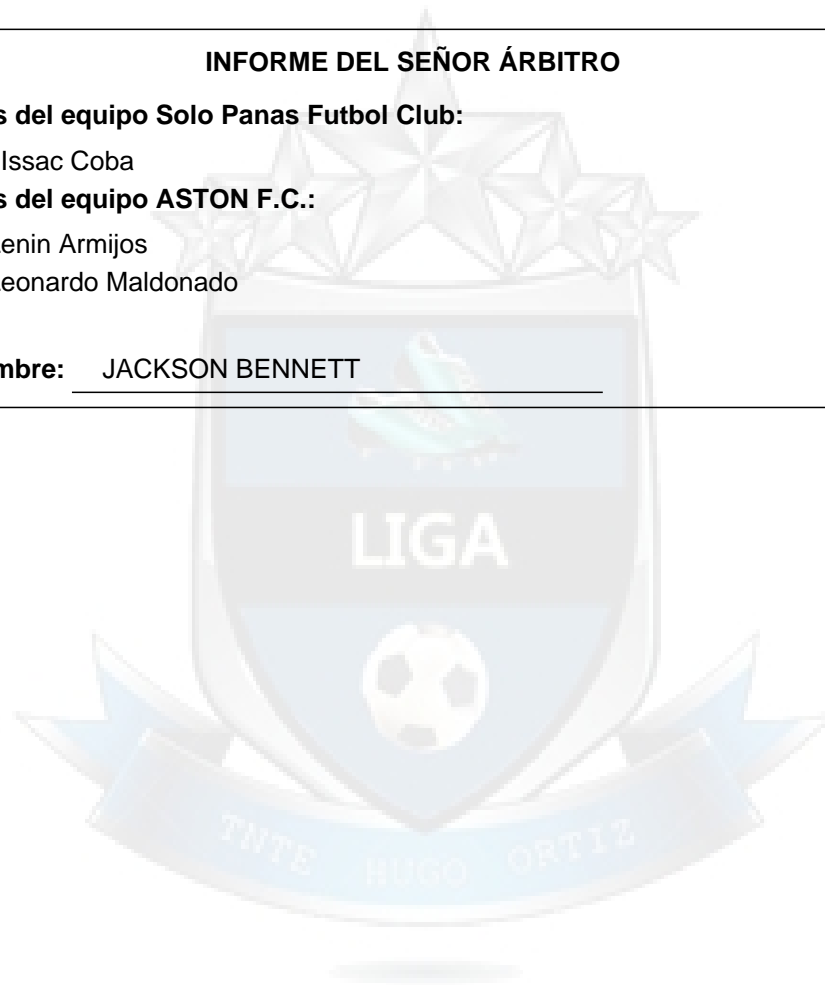 INFORME DEL SEÑOR ÁRBITRO
s del equipo Solo Panas Futbol Club:
Issac Coba
s del equipo ASTON F.C.:
enin Armijos
eonardo Maldonado
mbre: JACKSON BENNETT
LIGA
TNTE HUGO ORTIZ